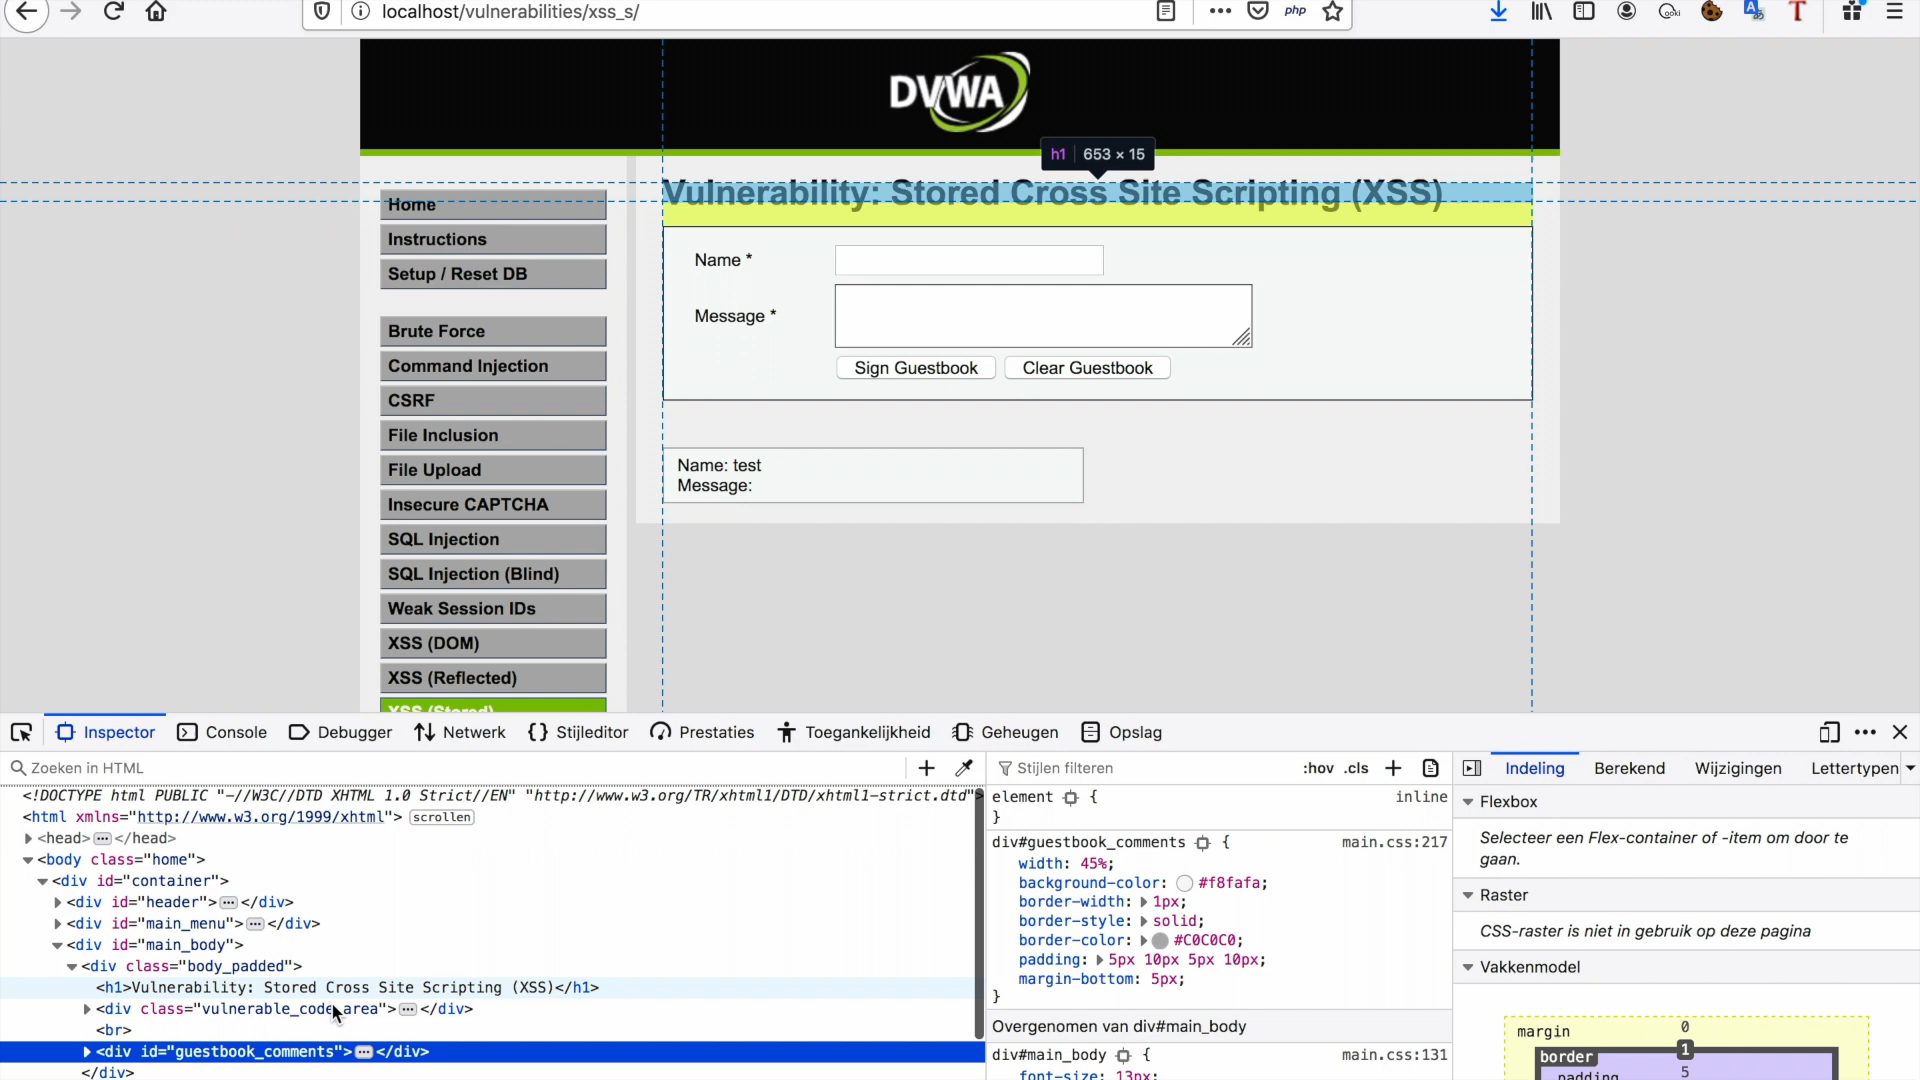 localhost/vulnerabilities/xss_s/
php
DVWA
h1 653 × 15
Vulnerability: Stored Cross Site Scripting (XSS)
Home
Instructions
Setup / Reset DB
Name *
Message *
Sign Guestbook Clear Guestbook
Brute Force
Command Injection
CSRF
File Inclusion
File Upload
Insecure CAPTCHA
SQL Injection
SQL Injection (Blind)
Weak Session IDs
XSS (DOM)
XSS (Reflected)
XSS (Stored)
Name: test
Message:
Inspector Console Debugger Netwerk Stijleditor Prestaties Toegankelijkheid Geheugen Opslag
Zoeken in HTML
<!DOCTYPE html PUBLIC "-//W3C//DTD XHTML 1.0 Strict//EN" "http://www.w3.org/TR/xhtml1/DTD/xhtml1-strict.dtd">
<html xmlns="http://www.w3.org/1999/xhtml"> scrollen
<head> ⋯ </head>
<body class="home">
<div id="container">
<div id="header"> ⋯ </div>
<div id="main_menu"> ⋯ </div>
<div id="main_body">
<div class="body_padded">
<h1>Vulnerability: Stored Cross Site Scripting (XSS)</h1>
<div class="vulnerable_code_area"> ⋯ </div>
<br>
<div id="guestbook_comments"> ⋯ </div>
</div>
Stijlen filteren :hov .cls
element { inline
}
div#guestbook_comments { main.css:217
width: 45%;
background-color: #f8fafa;
border-width: 1px;
border-style: solid;
border-color: #C0C0C0;
padding: 5px 10px 5px 10px;
margin-bottom: 5px;
}
Overgenomen van div#main_body
div#main_body { main.css:131
font-size: 13px;
Indeling Berekend Wijzigingen Lettertypen
Flexbox
Selecteer een Flex-container of -item om door te
gaan.
Raster
CSS-raster is niet in gebruik op deze pagina
Vakkenmodel
margin 0
border 1
padding 5